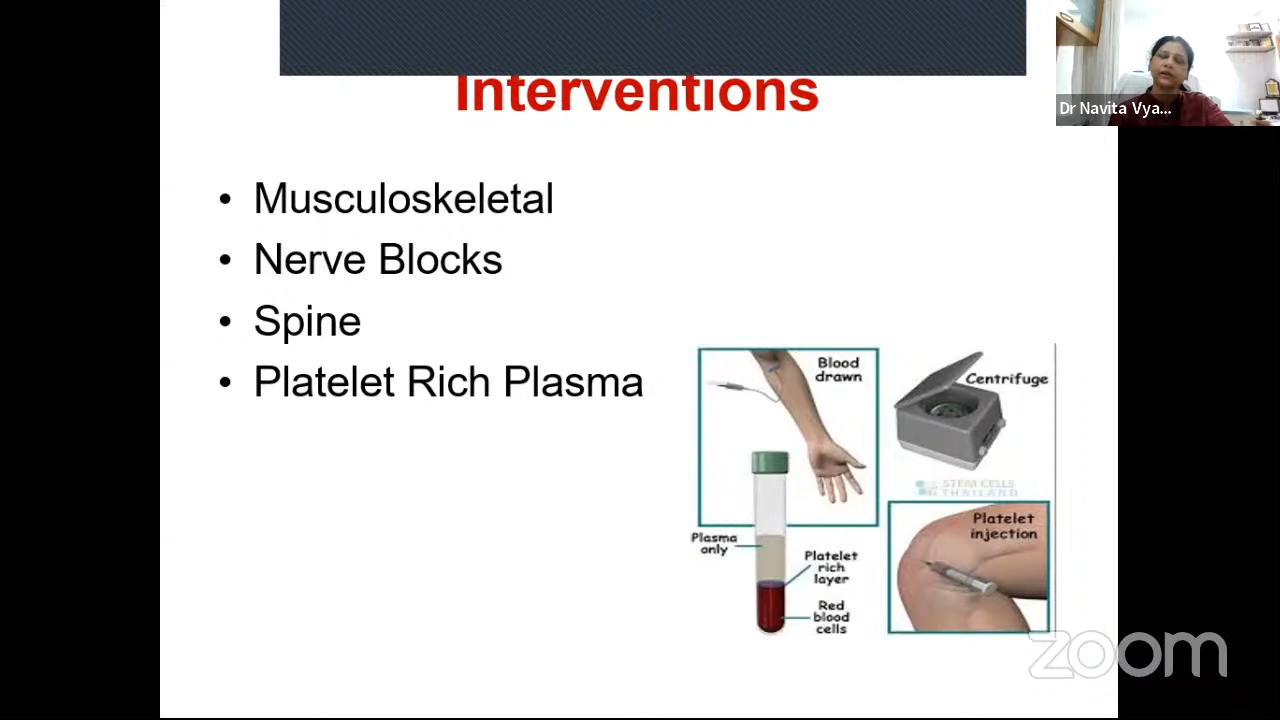 Interventions
Dr Navita Vya...
• Musculoskeletal
• Nerve Blocks
• Spine
• Platelet Rich Plasma
Blood
drawn
Centrifuge
STEM CELLS
THAILAND
Plasma
only
Platelet
rich
layer
Red
blood
cells
Platelet
injection
zoom